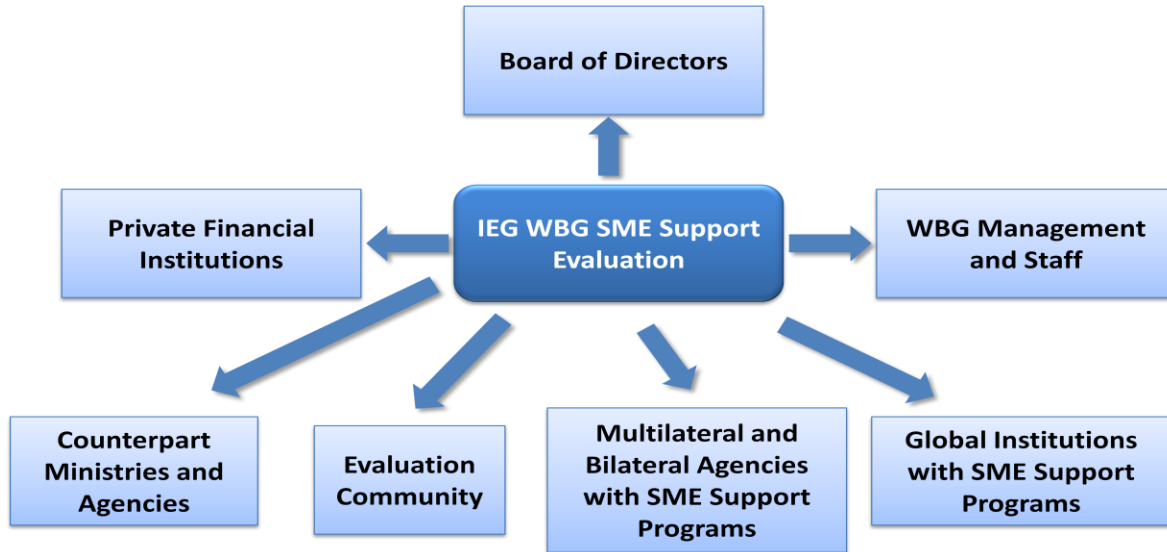 Board of Directors
Private Financial
Institutions
IEG WBG SME Support
Evaluation
WBG Management
and Staff
Counterpart
Ministries and
Agencies
Evaluation
Community
Multilateral and
Bilateral Agencies
with SME Support
Programs
Global Institutions
with SME Support
Programs